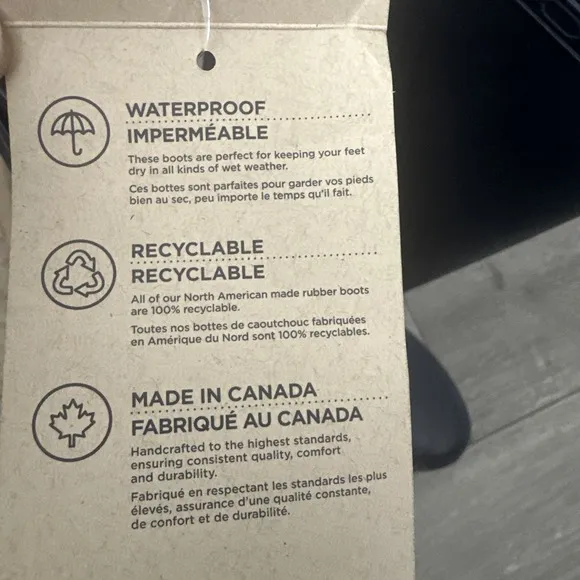 WATERPROOF
IMPERMÉABLE
These boots are perfect for keeping your feet
dry in all kinds of wet weather.
Ces bottes sont parfaites pour garder vos pieds
bien au sec, peu importe le temps qu'il fait.
RECYCLABLE
RECYCLABLE
All of our North American made rubber boots
are 100% recyclable.
Toutes nos bottes de caoutchouc fabriquées
en Amérique du Nord sont 100% recyclables.
MADE IN CANADA
FABRIQUÉ AU CANADA
Handcrafted to the highest standards,
ensuring consistent quality, comfort
and durability.
Fabriqué en respectant les standards les plus
élevés, assurance d'une qualité constante,
de confort et de durabilité.